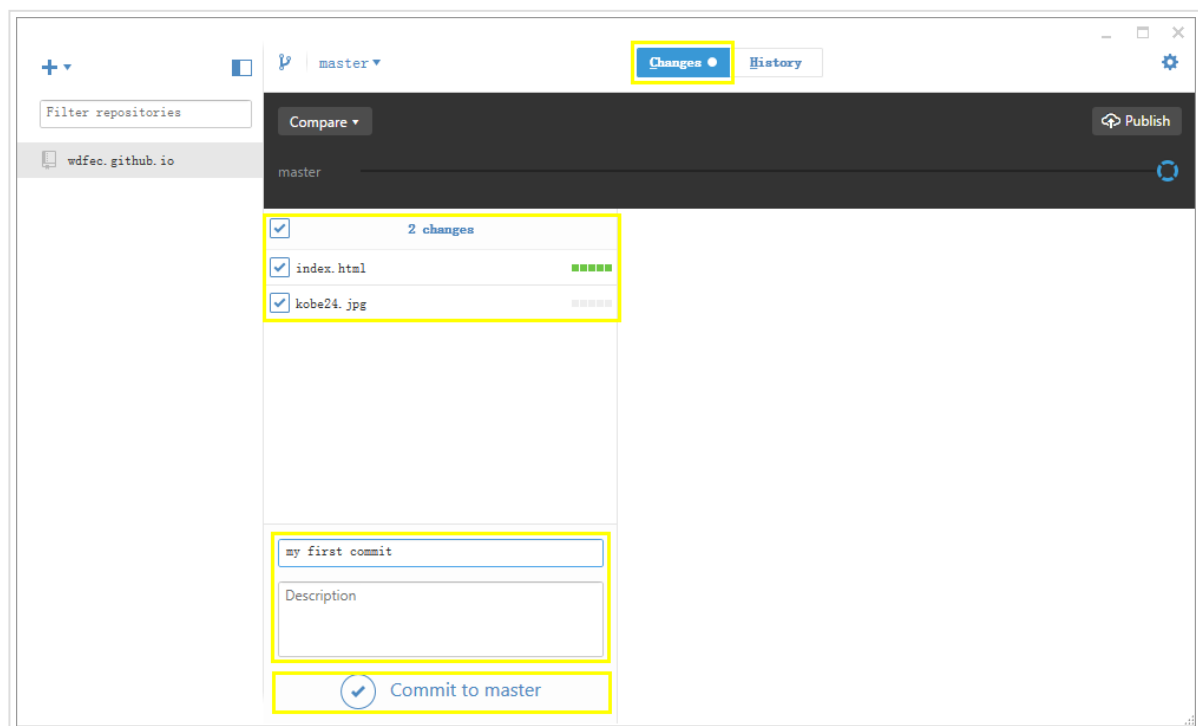 master
Changes
History
Filter repositories
Compare
Publish
wdfec.github.io
master
2 changes
index.html
kobe24.jpg
my first commit
Description
Commit to master